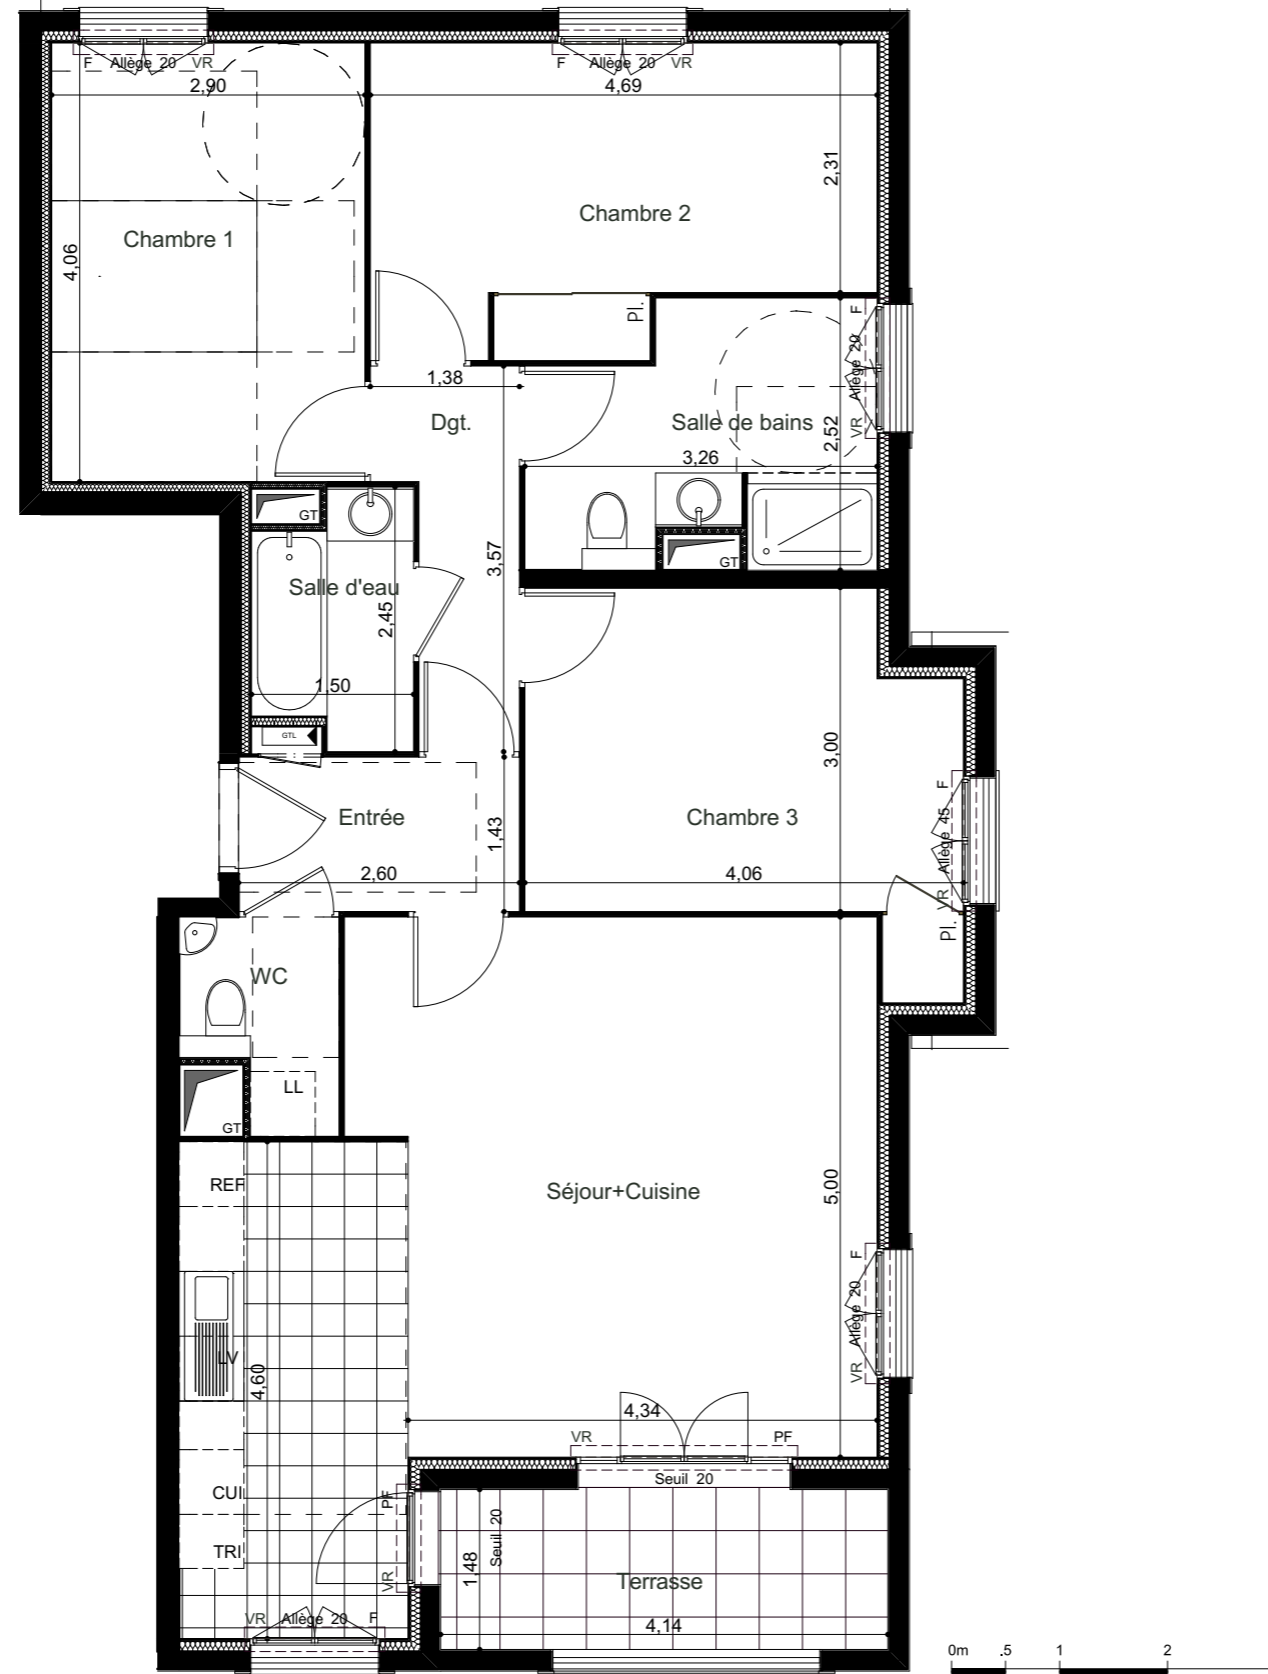 F Allège 20 VR
F Allège 20 VR
2,90
4,69
2,31
Chambre 2
Chambre 1
4,06
Pl.
F
Allège 20
VR
1,38
Dgt.
Salle de bains
2,52
3,26
GT
GT
3,57
Salle d'eau
2,45
1,50
GTL
3,00
Entrée
1,43
Chambre 3
F
Allège 45
VR
2,60
4,06
Pl.
WC
LL
GT
REF
Séjour+Cuisine
5,00
F
Allège 20
VR
LV
4,60
4,34
VR
PF
Seuil 20
CUI
PF
Seuil 20
VR
TRI
1,48
Terrasse
VR Allège 20 F
4,14
0m .5 1 2